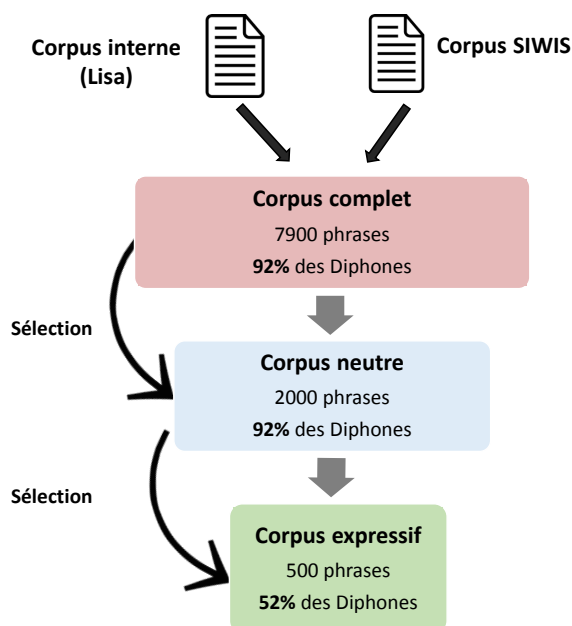 Corpus interne
(Lisa)
Corpus SIWIS
Corpus complet
7900 phrases
92% des Diphones
Sélection
Corpus neutre
2000 phrases
92% des Diphones
Sélection
Corpus expressif
500 phrases
52% des Diphones